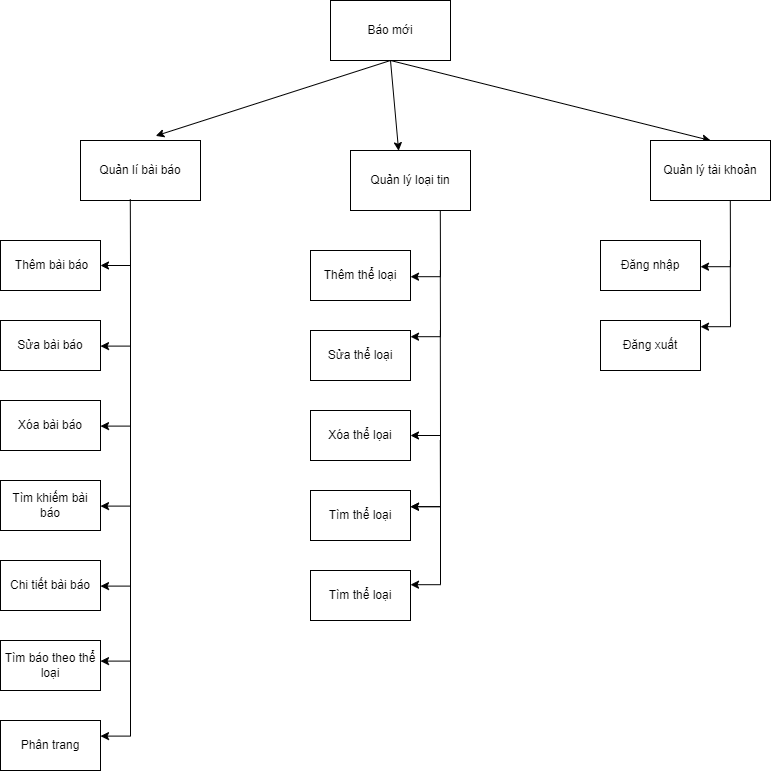 Báo mới
Quản lí bài báo
Quản lý loại tin
Quản lý tài khoản
Thêm bài báo
Sửa bài báo
Xóa bài báo
Tìm khiếm bài
báo
Chi tiết bài báo
Tìm báo theo thể
loại
Phân trang
Thêm thể loại
Sửa thể loại
Xóa thể lọai
Tìm thể loại
Tìm thể loại
Đăng nhập
Đăng xuất